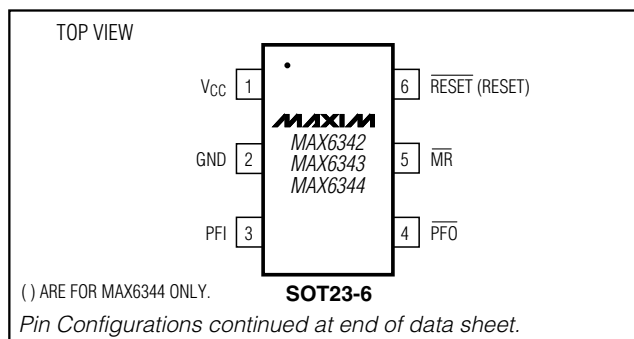 TOP VIEW
VCC 1
6 RESET (RESET)
MAXIM
MAX6342
MAX6343
MAX6344
GND 2
5 MR
PFI 3
4 PFO
( ) ARE FOR MAX6344 ONLY.
SOT23-6
Pin Configurations continued at end of data sheet.